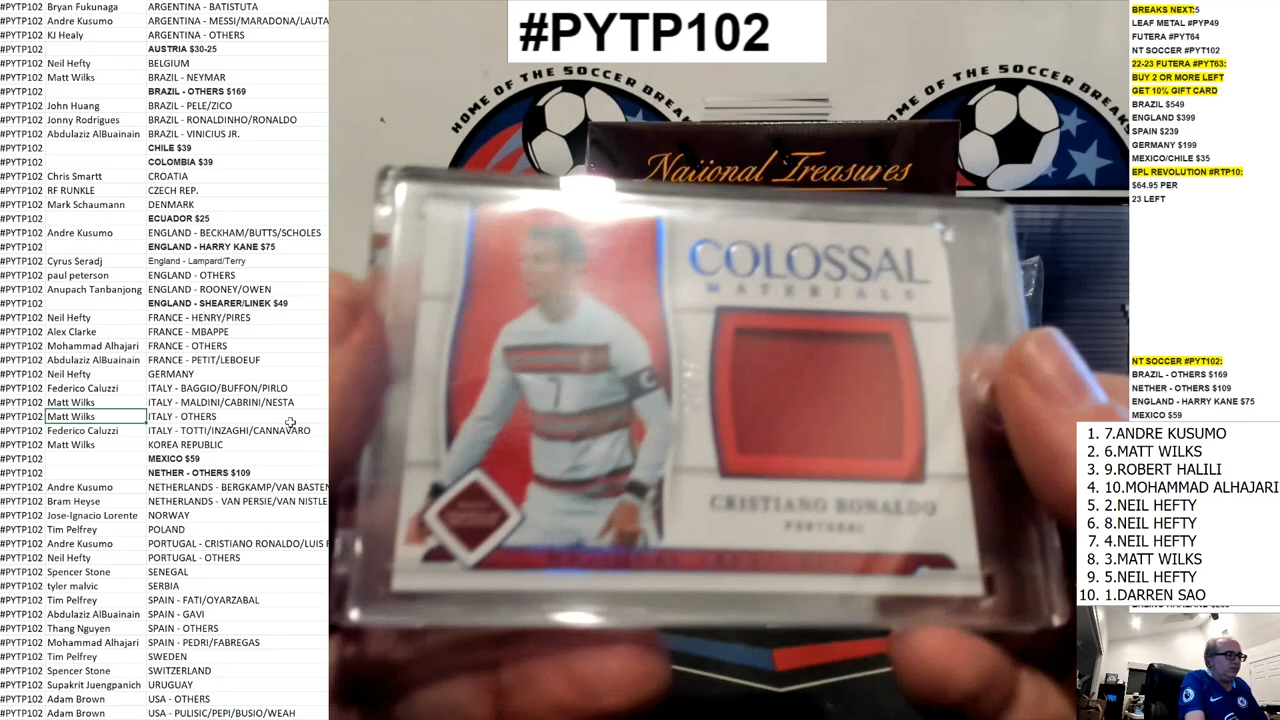 #PYTP102 Bryan Fukunaga ARGENTINA - BATISTUTA
#PYTP102 Andre Kusumo ARGENTINA - MESSI/MARADONA/LAUTA
#PYTP102 KJ Healy ARGENTINA - OTHERS
#PYTP102 AUSTRIA $30-25
#PYTP102 Neil Hefty BELGIUM
#PYTP102 Matt Wilks BRAZIL - NEYMAR
#PYTP102 BRAZIL - OTHERS $169
#PYTP102 John Huang BRAZIL - PELE/ZICO
#PYTP102 Jonny Rodrigues BRAZIL - RONALDINHO/RONALDO
#PYTP102 Abdulaziz AlBuainain BRAZIL - VINICIUS JR.
#PYTP102 CHILE $39
#PYTP102 COLOMBIA $39
#PYTP102 Chris Smartt CROATIA
#PYTP102 RF RUNKLE CZECH REP.
#PYTP102 Mark Schaumann DENMARK
#PYTP102 ECUADOR $25
#PYTP102 Andre Kusumo ENGLAND - BECKHAM/BUTTS/SCHOLES
#PYTP102 ENGLAND - HARRY KANE $75
#PYTP102 Cyrus Seradj England - Lampard/Terry
#PYTP102 paul peterson ENGLAND - OTHERS
#PYTP102 Anupach Tanbanjong ENGLAND - ROONEY/OWEN
#PYTP102 ENGLAND - SHEARER/LINEK $49
#PYTP102 Neil Hefty FRANCE - HENRY/PIRES
#PYTP102 Alex Clarke FRANCE - MBAPPE
#PYTP102 Mohammad Alhajari FRANCE - OTHERS
#PYTP102 Abdulaziz AlBuainain FRANCE - PETIT/LEBOEUF
#PYTP102 Neil Hefty GERMANY
#PYTP102 Federico Caluzzi ITALY - BAGGIO/BUFFON/PIRLO
#PYTP102 Matt Wilks ITALY - MALDINI/CABRINI/NESTA
#PYTP102 Matt Wilks ITALY - OTHERS
#PYTP102 Federico Caluzzi ITALY - TOTTI/INZAGHI/CANNAVARO
#PYTP102 Matt Wilks KOREA REPUBLIC
#PYTP102 MEXICO $59
#PYTP102 NETHER - OTHERS $109
#PYTP102 Andre Kusumo NETHERLANDS - BERGKAMP/VAN BASTEN
#PYTP102 Bram Heyse NETHERLANDS - VAN PERSIE/VAN NISTLE
#PYTP102 Jose-Ignacio Lorente NORWAY
#PYTP102 Tim Pelfrey POLAND
#PYTP102 Andre Kusumo PORTUGAL - CRISTIANO RONALDO/LUIS F
#PYTP102 Neil Hefty PORTUGAL - OTHERS
#PYTP102 Spencer Stone SENEGAL
#PYTP102 tyler malvic SERBIA
#PYTP102 Tim Pelfrey SPAIN - FATI/OYARZABAL
#PYTP102 Abdulaziz AlBuainain SPAIN - GAVI
#PYTP102 Thang Nguyen SPAIN - OTHERS
#PYTP102 Mohammad Alhajari SPAIN - PEDRI/FABREGAS
#PYTP102 Tim Pelfrey SWEDEN
#PYTP102 Spencer Stone SWITZERLAND
#PYTP102 Supakrit Juengpanich URUGUAY
#PYTP102 Adam Brown USA - OTHERS
#PYTP102 Adam Brown USA - PULISIC/PEPI/BUSIO/WEAH
#PYTP102
HOME OF THE SOCCER BREAK
HOME OF THE SOCCER BREAK
National Treasures
COLOSSAL
MATERIALS
7
CRISTIANO RONALDO
PORTUGAL
BREAKS NEXT:5
LEAF METAL #PYP49
FUTERA #PYT64
NT SOCCER #PYT102
22-23 FUTERA #PYT63:
BUY 2 OR MORE LEFT
GET 10% GIFT CARD
BRAZIL $549
ENGLAND $399
SPAIN $239
GERMANY $199
MEXICO/CHILE $35
EPL REVOLUTION #RTP10:
$64.95 PER
23 LEFT
NT SOCCER #PYT102:
BRAZIL - OTHERS $169
NETHER - OTHERS $109
ENGLAND - HARRY KANE $75
MEXICO $59
1. 7.ANDRE KUSUMO
2. 6.MATT WILKS
3. 9.ROBERT HALILI
4. 10.MOHAMMAD ALHAJARI
5. 2.NEIL HEFTY
6. 8.NEIL HEFTY
7. 4.NEIL HEFTY
8. 3.MATT WILKS
9. 5.NEIL HEFTY
10. 1.DARREN SAO